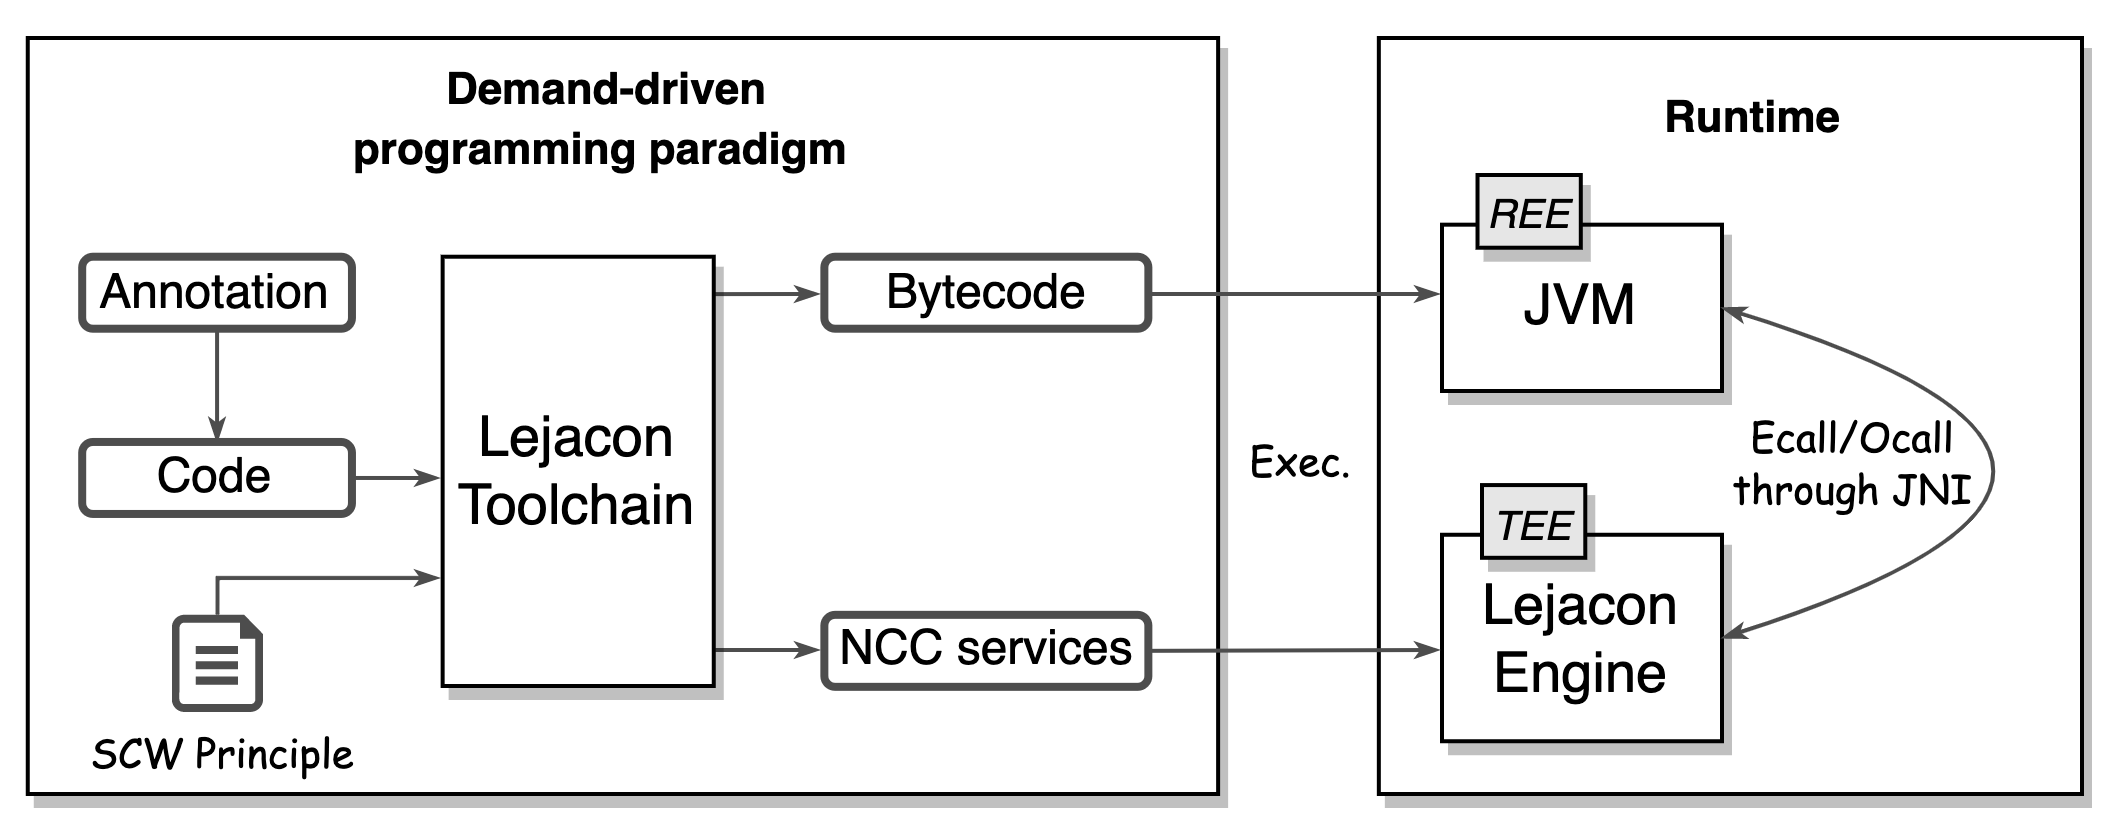 Demand-driven
programming paradigm
Annotation
Code
SCW Principle
Lejacon
Toolchain
Bytecode
NCC services
Exec.
Runtime
REE
JVM
Ecall/Ocall
through JNI
TEE
Lejacon
Engine